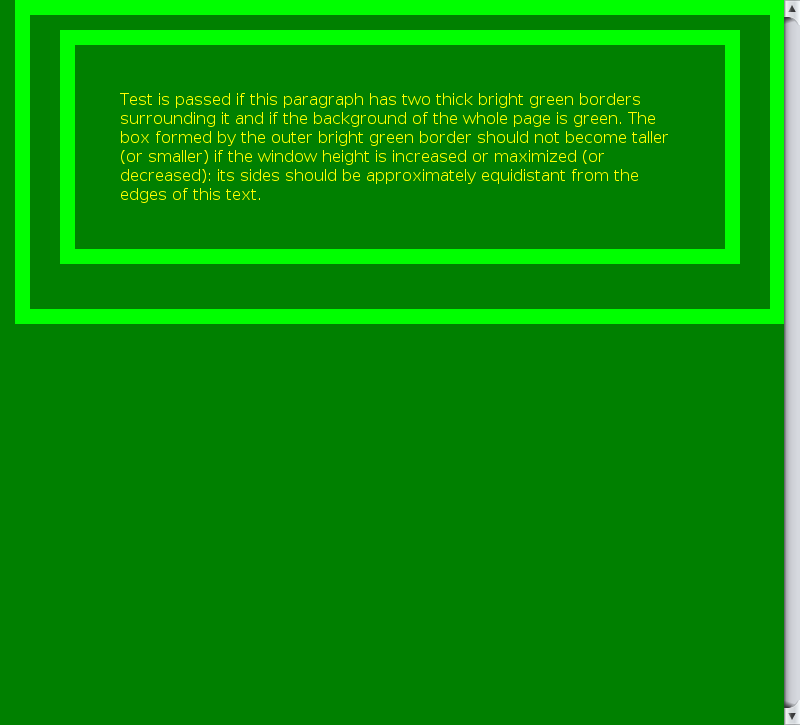 Test is passed if this paragraph has two thick bright green borders
surrounding it and if the background of the whole page is green. The
box formed by the outer bright green border should not become taller
(or smaller) if the window height is increased or maximized (or
decreased): its sides should be approximately equidistant from the
edges of this text.